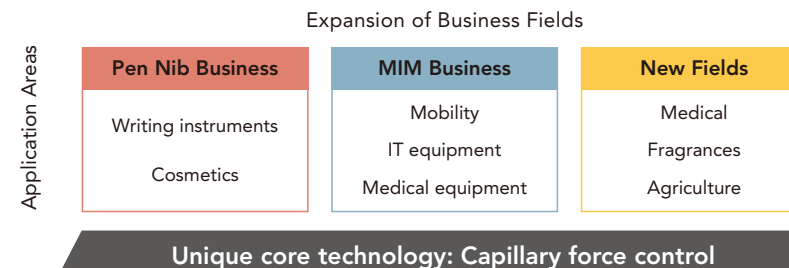 Expansion of Business Fields
Application Areas
Pen Nib Business
Writing instruments
Cosmetics
MIM Business
Mobility
IT equipment
Medical equipment
New Fields
Medical
Fragrances
Agriculture
Unique core technology: Capillary force control